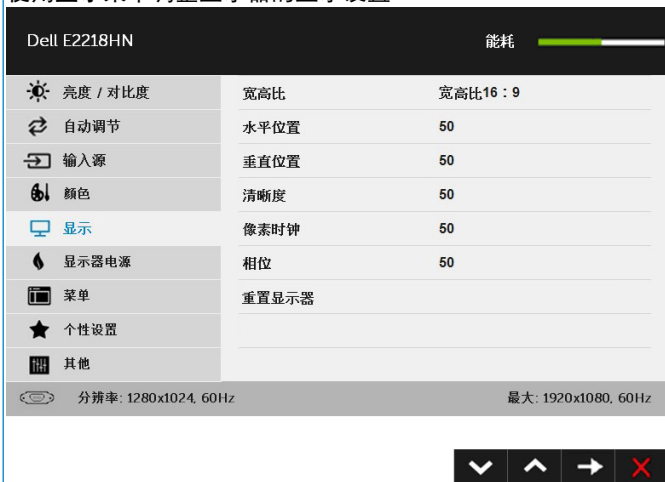 Dell E2218HN 能耗
亮度 / 对比度 宽高比 宽高比16：9
自动调节 水平位置 50
输入源 垂直位置 50
颜色 清晰度 50
显示 像素时钟 50
显示器电源 相位 50
菜单 重置显示器
个性设置
其他
分辨率: 1280x1024, 60Hz 最大: 1920x1080, 60Hz